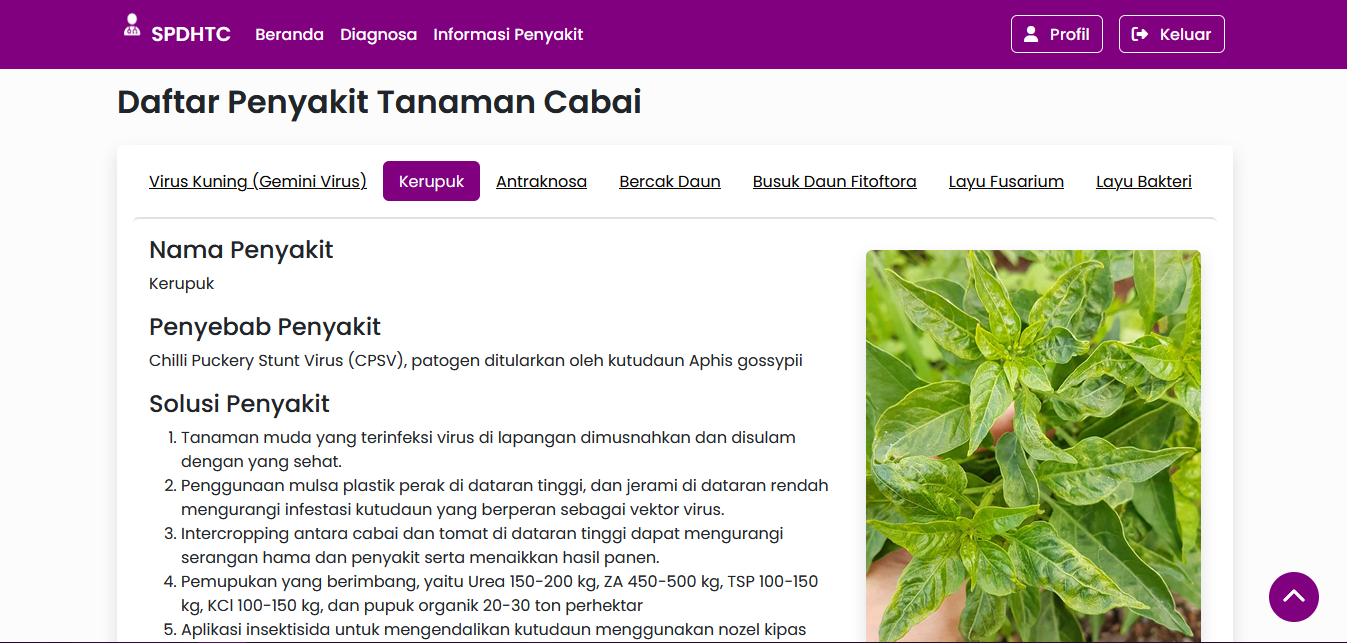 SPDHTC Beranda Diagnosa Informasi Penyakit Profil Keluar
Daftar Penyakit Tanaman Cabai
Virus Kuning (Gemini Virus) Kerupuk Antraknosa Bercak Daun Busuk Daun Fitoftora Layu Fusarium Layu Bakteri
Nama Penyakit
Kerupuk
Penyebab Penyakit
Chilli Puckery Stunt Virus (CPSV), patogen ditularkan oleh kutudaun Aphis gossypii
Solusi Penyakit
1. Tanaman muda yang terinfeksi virus di lapangan dimusnahkan dan disulam
dengan yang sehat.
2. Penggunaan mulsa plastik perak di dataran tinggi, dan jerami di dataran rendah
mengurangi infestasi kutudaun yang berperan sebagai vektor virus.
3. Intercropping antara cabai dan tomat di dataran tinggi dapat mengurangi
serangan hama dan penyakit serta menaikkan hasil panen.
4. Pemupukan yang berimbang, yaitu Urea 150-200 kg, ZA 450-500 kg, TSP 100-150
kg, KCl 100-150 kg, dan pupuk organik 20-30 ton perhektar
5. Aplikasi insektisida untuk mengendalikan kutudaun menggunakan nozel kipas